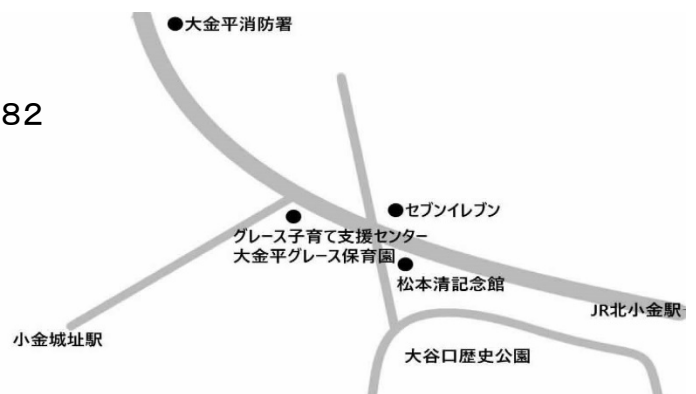 ●大金平消防署
82
●セブンイレブン
グレース子育て支援センター
大金平グレース保育園
松本清記念館
JR北小金駅
小金城址駅
大谷口歴史公園